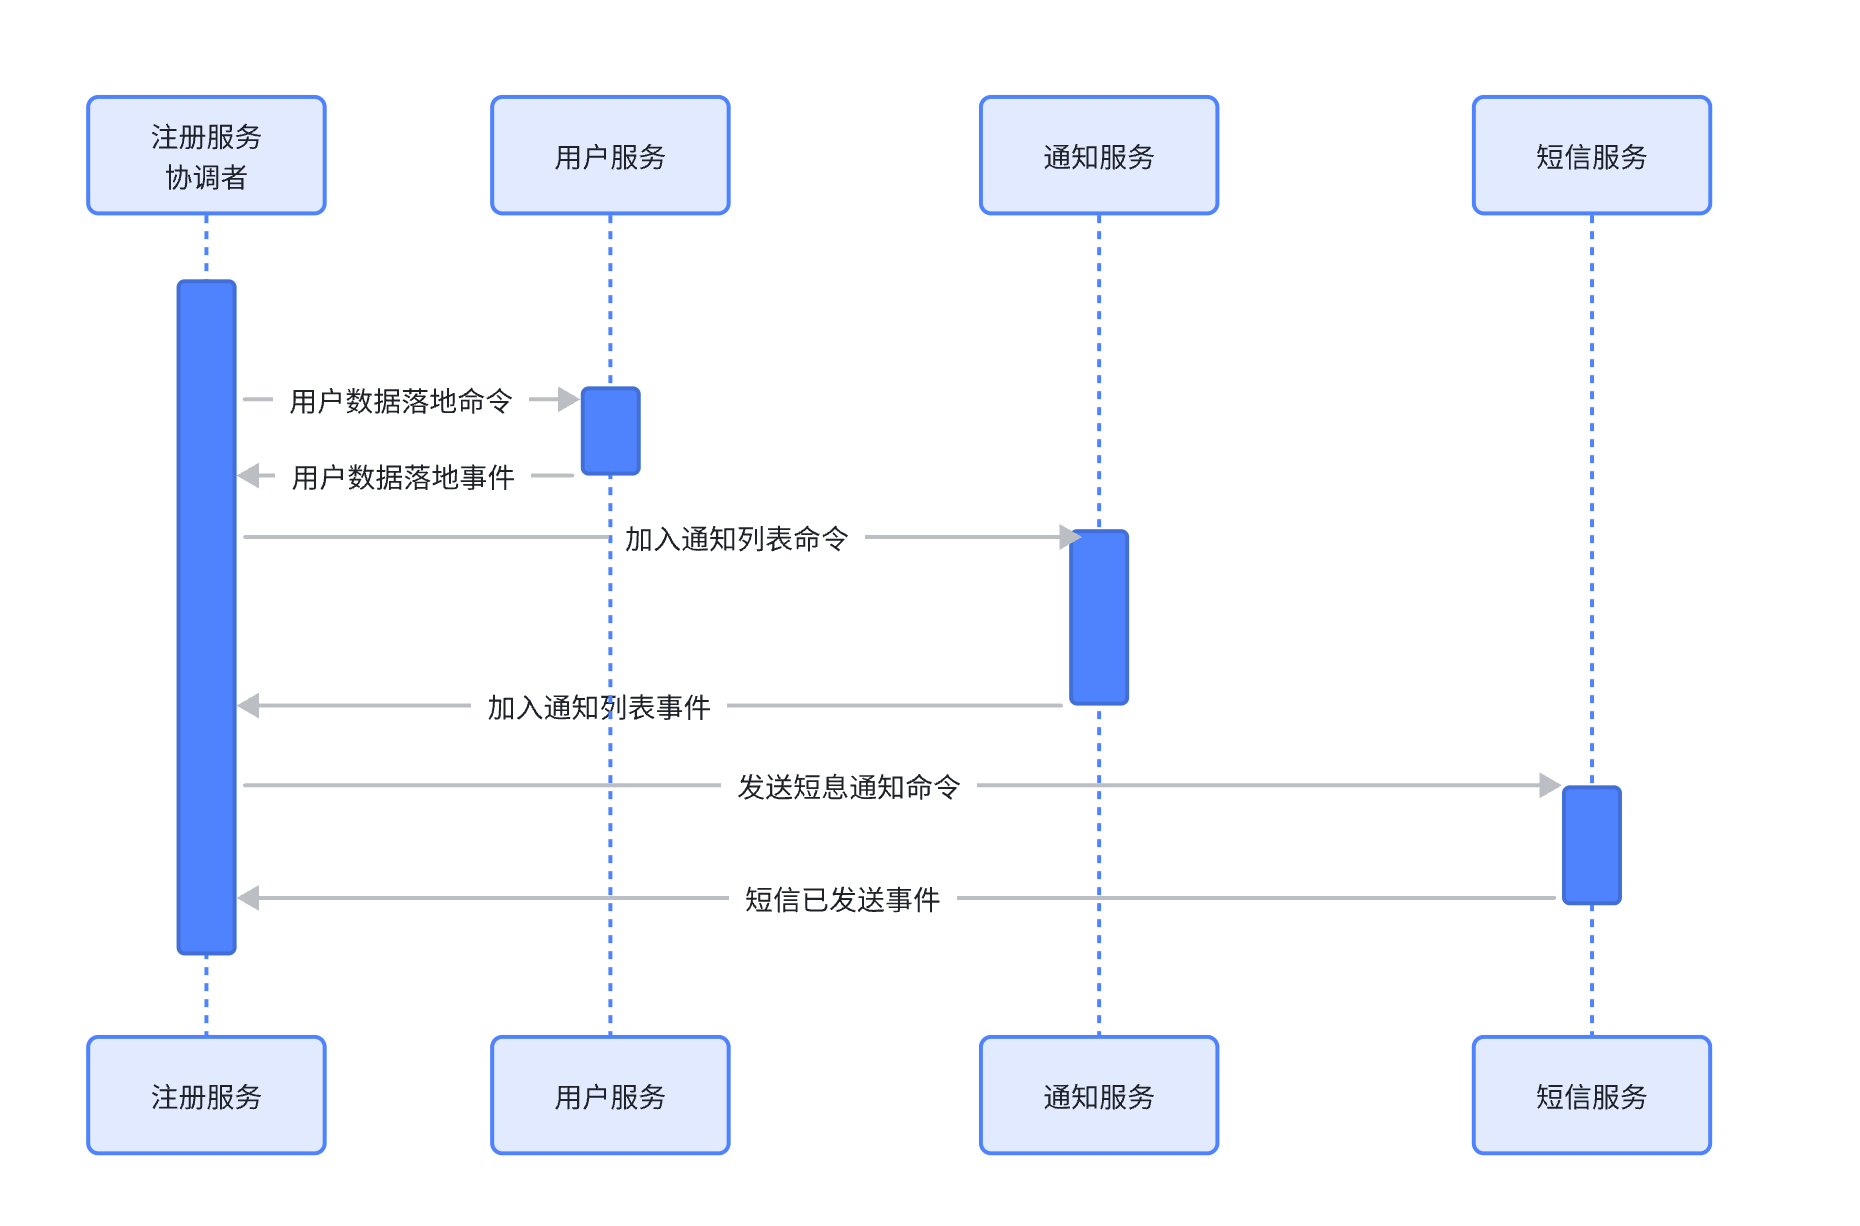 注册服务
协调者
用户服务
通知服务
短信服务
用户数据落地命令
用户数据落地事件
加入通知列表命令
加入通知列表事件
发送短息通知命令
短信已发送事件
注册服务
用户服务
通知服务
短信服务